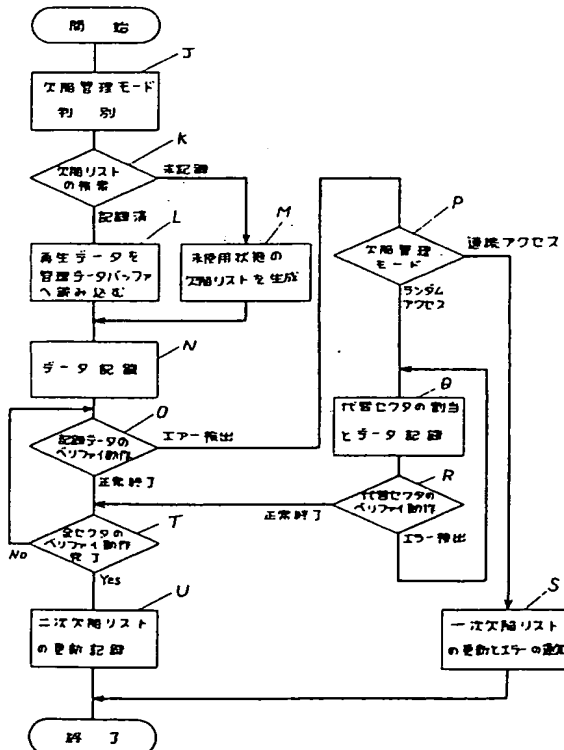 開 始
J
欠陥管理モード
判 別
K
欠陥リスト
の検索
未記録
記録済
L
再生データを
管理データバッファ
へ読み込む
M
未使用状態の
欠陥リストを生成
N
データ記録
O
記録データの
ベリファイ動作
エラー検出
正常終了
P
欠陥管理
モード
連続アクセス
ランダム
アクセス
Q
代替セクタの割当
とデータ記録
R
代替セクタの
ベリファイ動作
正常終了
エラー検出
T
全セクタの
ベリファイ動作
完了
No
Yes
U
二次欠陥リスト
の更新記録
S
一次欠陥リスト
の更新とエラーの通知
終 了